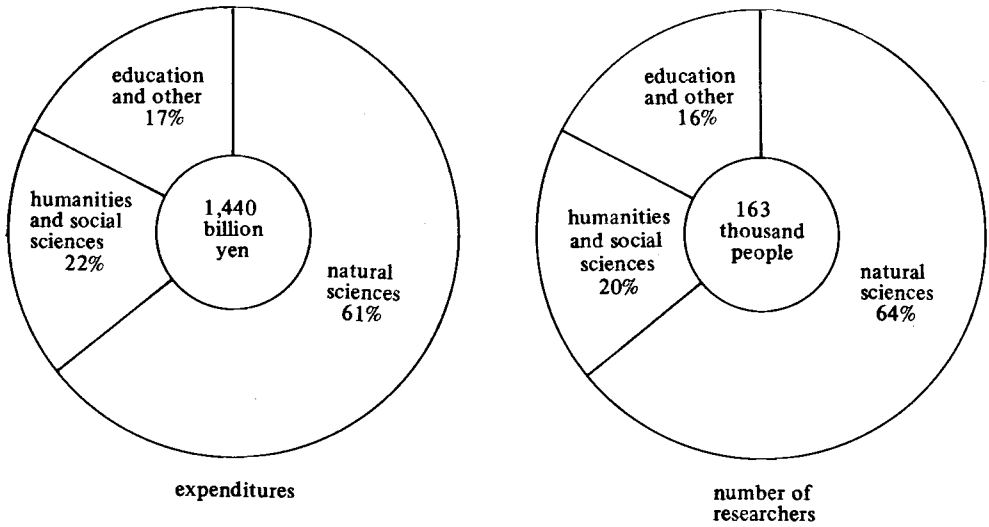 education
and other
17%
humanities
and social
sciences
22%
1,440
billion
yen
natural
sciences
61%
expenditures
education
and other
16%
humanities
and social
sciences
20%
163
thousand
people
natural
sciences
64%
number of
researchers